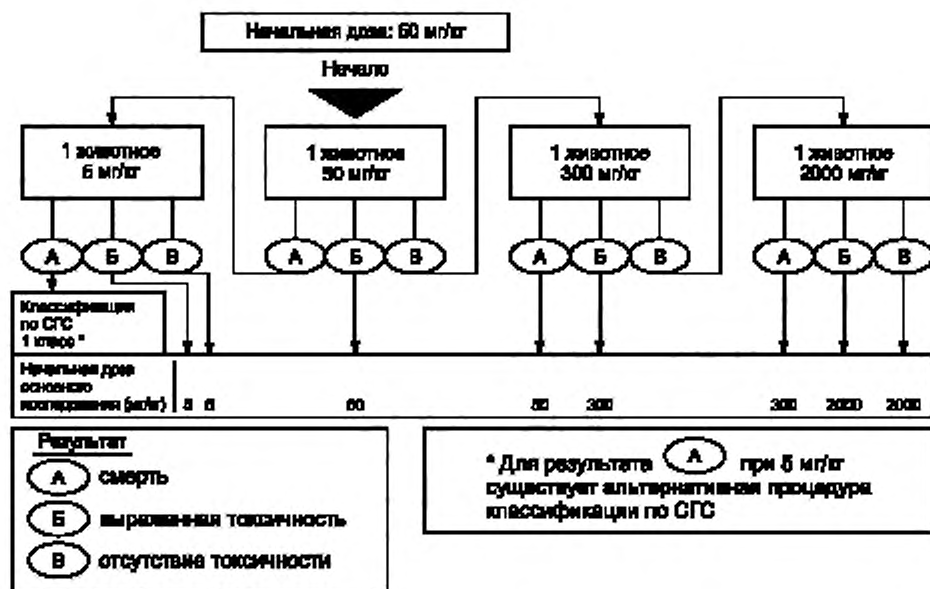 Начальная доза: 50 мг/кг
Начало
1 животное
5 мг/кг
1 животное
50 мг/кг
1 животное
300 мг/кг
1 животное
2000 мг/кг
А Б В А Б В А Б В А Б В
Классификация
по СГС
1 класс *
Начальная доза
основного
исследования (мг/кг) 5 5 50 50 300 300 2000 2000
Результат
А смерть
Б выраженная токсичность
В отсутствие токсичности
* Для результата А при 5 мг/кг
существует альтернативная процедура
классификации по СГС